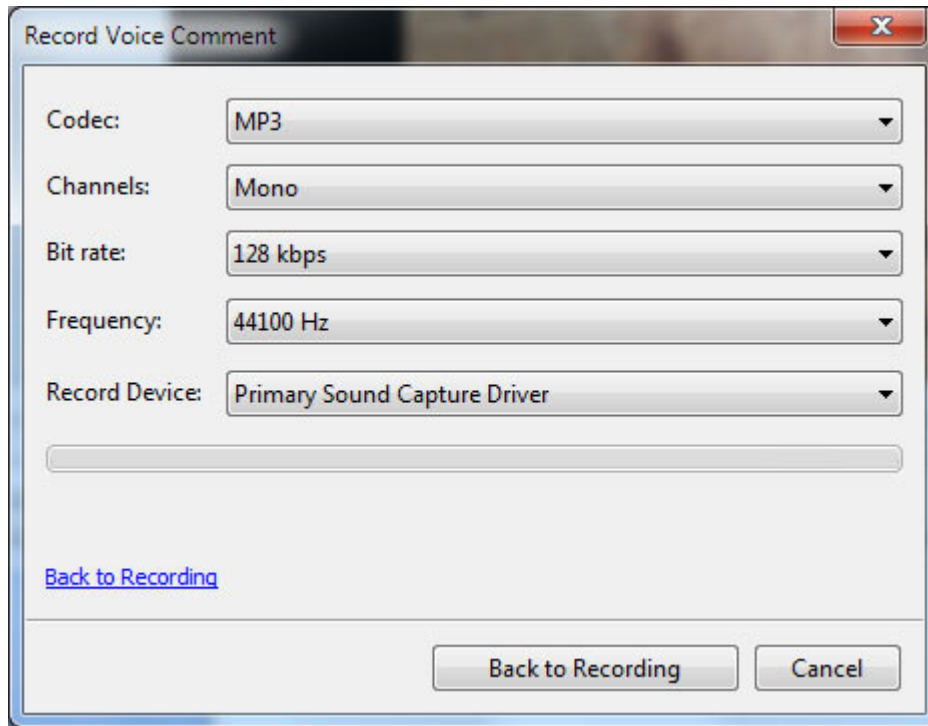 Record Voice Comment
Codec: MP3
Channels: Mono
Bit rate: 128 kbps
Frequency: 44100 Hz
Record Device: Primary Sound Capture Driver
Back to Recording
Back to Recording Cancel